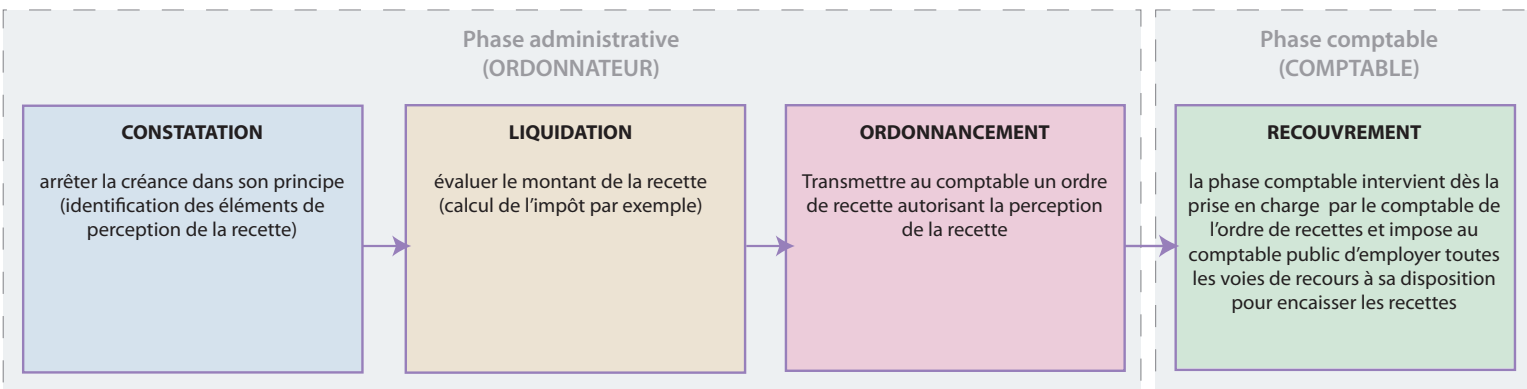 Phase administrative
(ORDONNATEUR)
Phase comptable
(COMPTABLE)
CONSTATATION
arrêter la créance dans son principe
(identification des éléments de
perception de la recette)
LIQUIDATION
évaluer le montant de la recette
(calcul de l’impôt par exemple)
ORDONNANCEMENT
Transmettre au comptable un ordre
de recette autorisant la perception
de la recette
RECOUVREMENT
la phase comptable intervient dès la
prise en charge par le comptable de
l’ordre de recettes et impose au
comptable public d’employer toutes
les voies de recours à sa disposition
pour encaisser les recettes